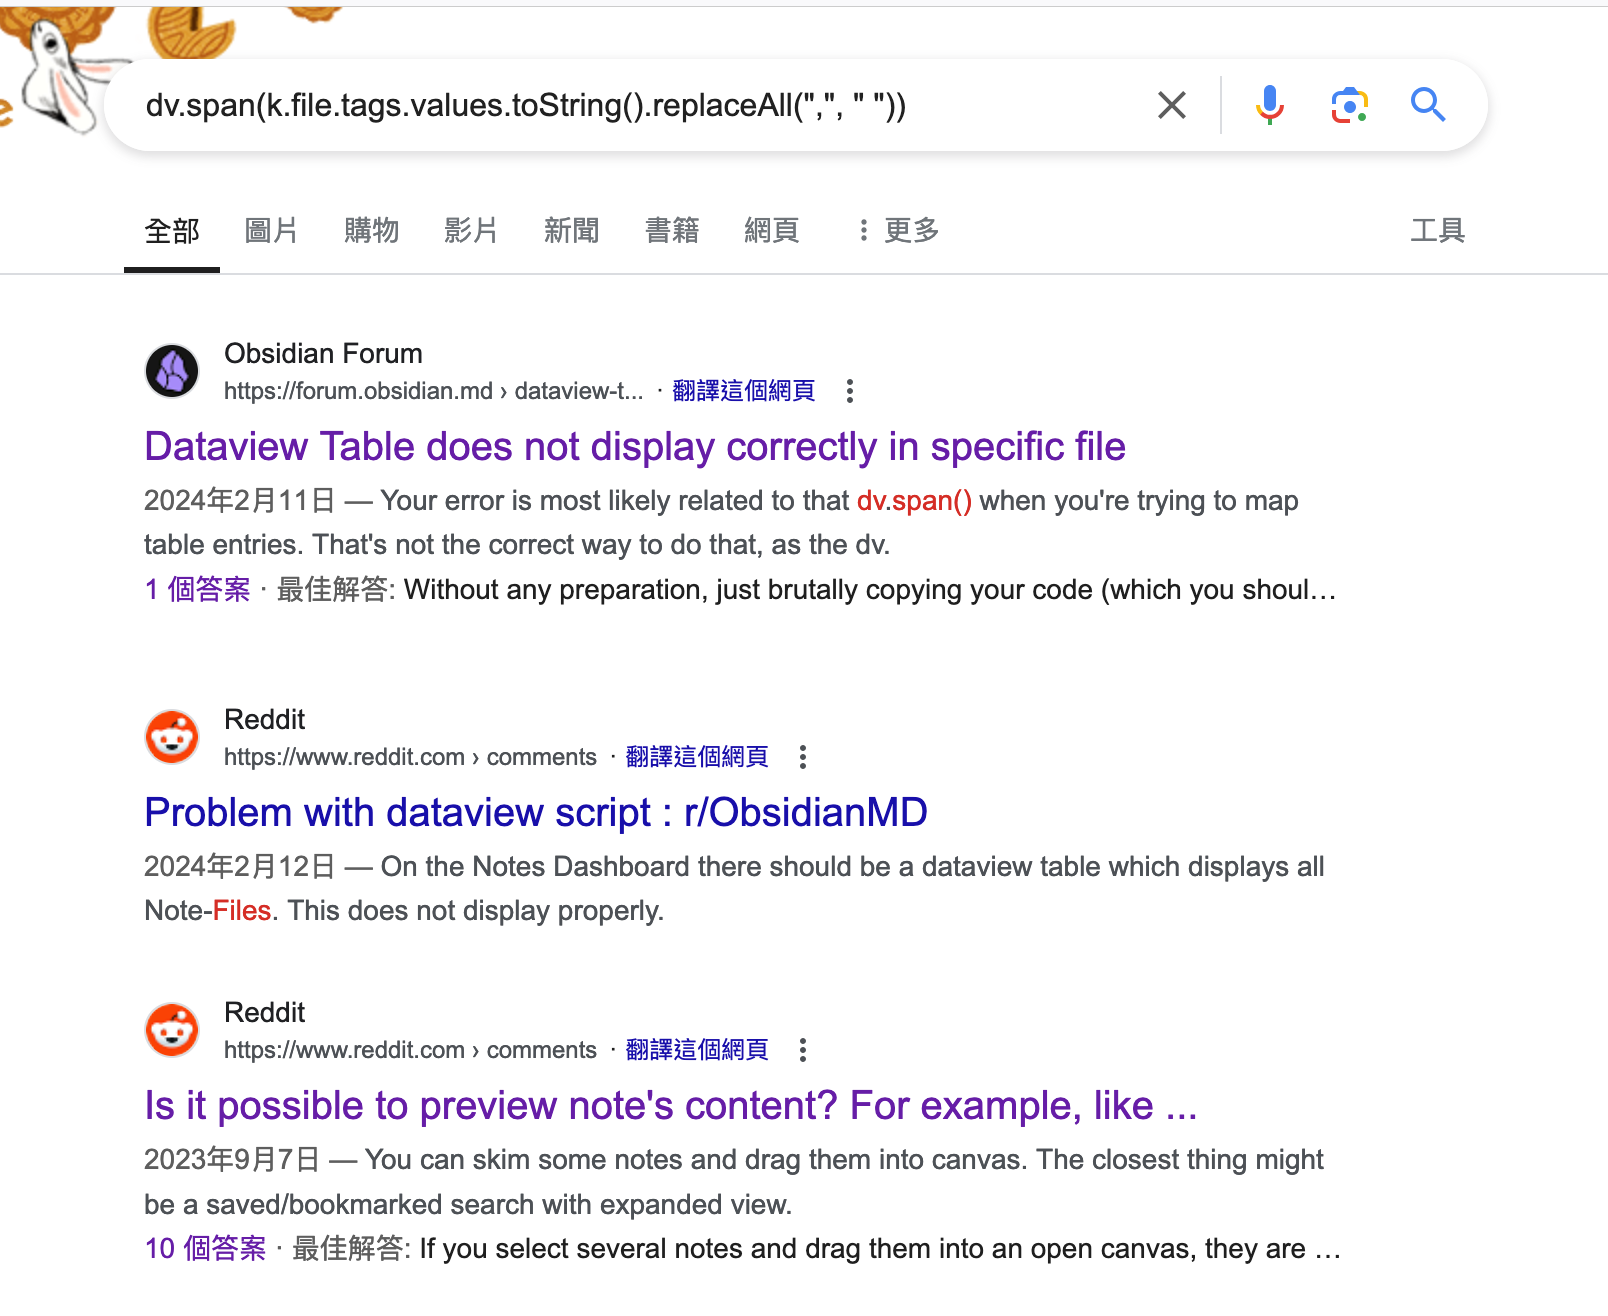 dv.span(k.file.tags.values.toString().replaceAll(",", " "))
全部 圖片 購物 影片 新聞 書籍 網頁 更多 工具
Obsidian Forum
https://forum.obsidian.md › dataview-t... · 翻譯這個網頁
Dataview Table does not display correctly in specific file
2024年2月11日 — Your error is most likely related to that dv.span() when you're trying to map
table entries. That's not the correct way to do that, as the dv.
1 個答案 · 最佳解答: Without any preparation, just brutally copying your code (which you shoul…
Reddit
https://www.reddit.com › comments · 翻譯這個網頁
Problem with dataview script : r/ObsidianMD
2024年2月12日 — On the Notes Dashboard there should be a dataview table which displays all
Note-Files. This does not display properly.
Reddit
https://www.reddit.com › comments · 翻譯這個網頁
Is it possible to preview note's content? For example, like ...
2023年9月7日 — You can skim some notes and drag them into canvas. The closest thing might
be a saved/bookmarked search with expanded view.
10 個答案 · 最佳解答: If you select several notes and drag them into an open canvas, they are …